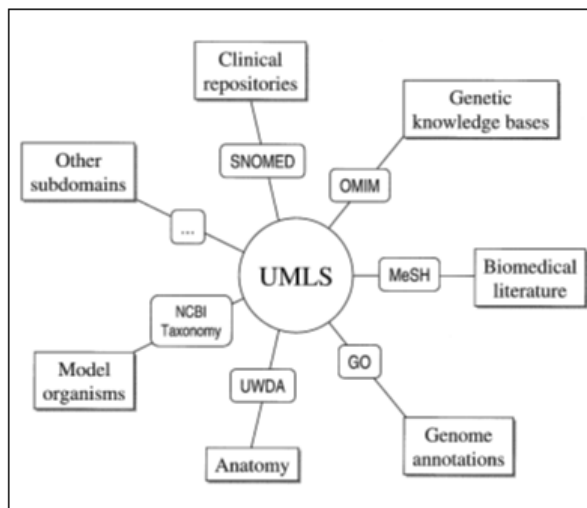 Clinical
repositories
Genetic
knowledge bases
SNOMED
OMIM
Other
subdomains
...
UMLS
MeSH
Biomedical
literature
NCBI
Taxonomy
GO
Model
organisms
UWDA
Genome
annotations
Anatomy